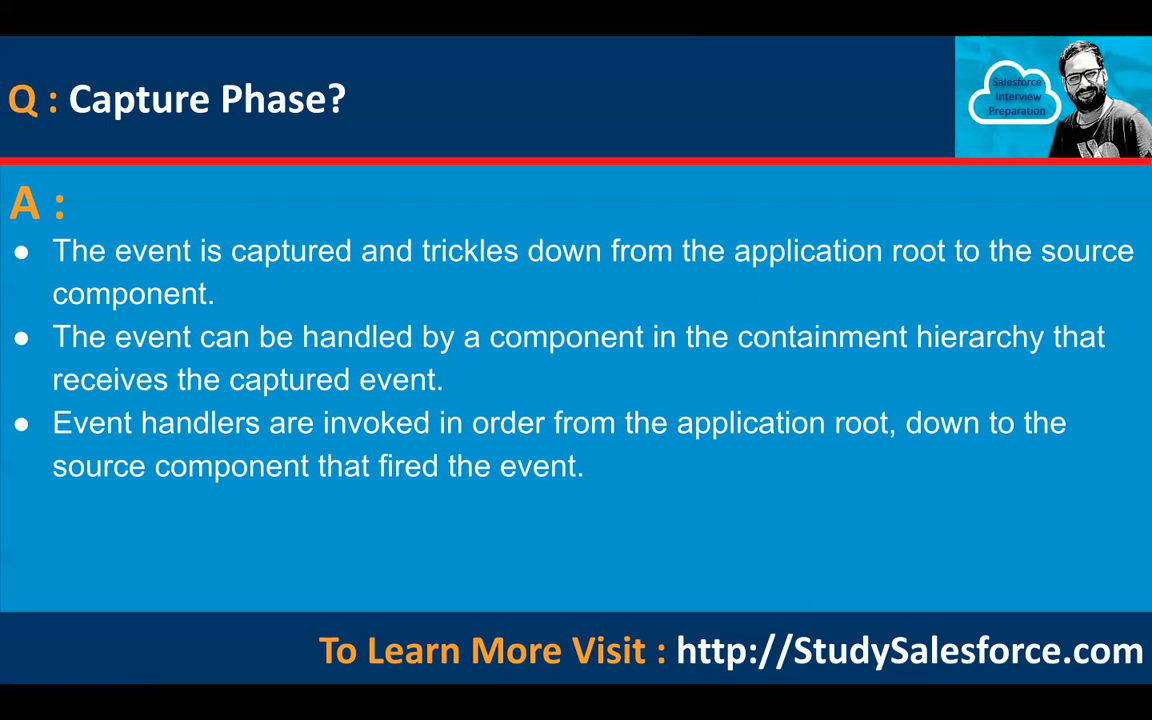 Q : Capture Phase?
Salesforce
Interview
Preparation
A :
● The event is captured and trickles down from the application root to the source
component.
● The event can be handled by a component in the containment hierarchy that
receives the captured event.
● Event handlers are invoked in order from the application root, down to the
source component that fired the event.
To Learn More Visit : http://StudySalesforce.com